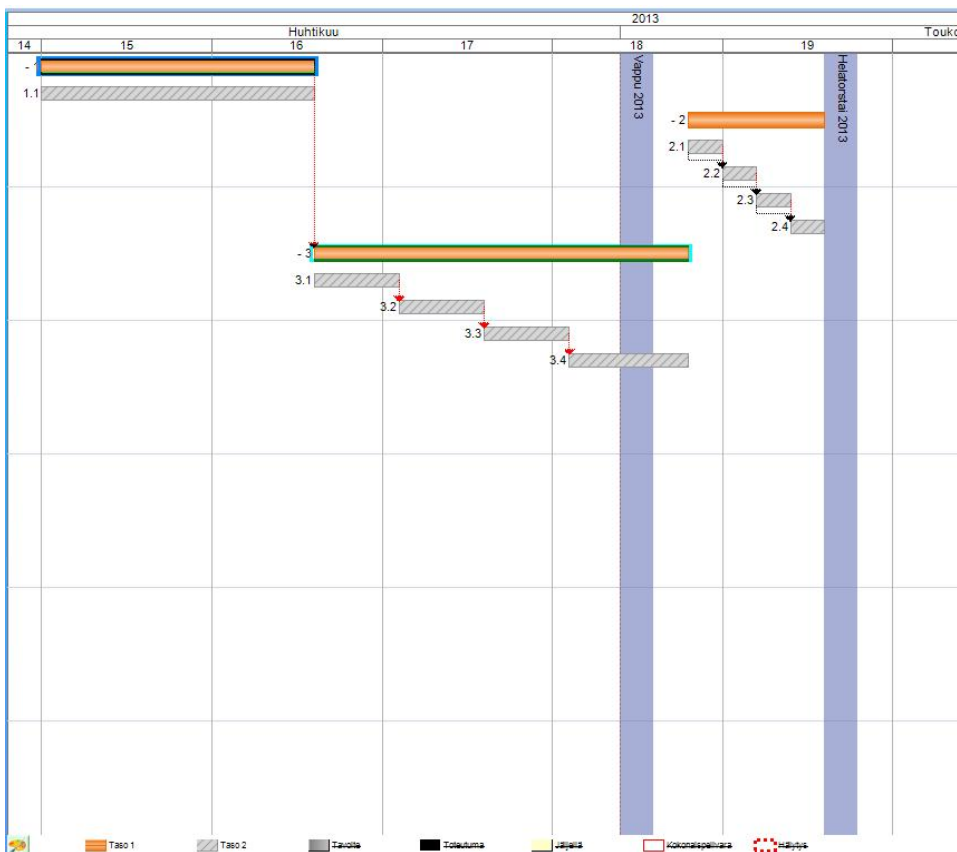 2013
Huhtikuu Touko
14 15 16 17 18 19
Vappu 2013
Helatorstai 2013
1.1
- 2
2.1
2.2
2.3
2.4
- 3
3.1
3.2
3.3
3.4
Taso 1 Taso 2 Tavoite Toteutuma Jäljellä Kokonaispelivara Hälytys